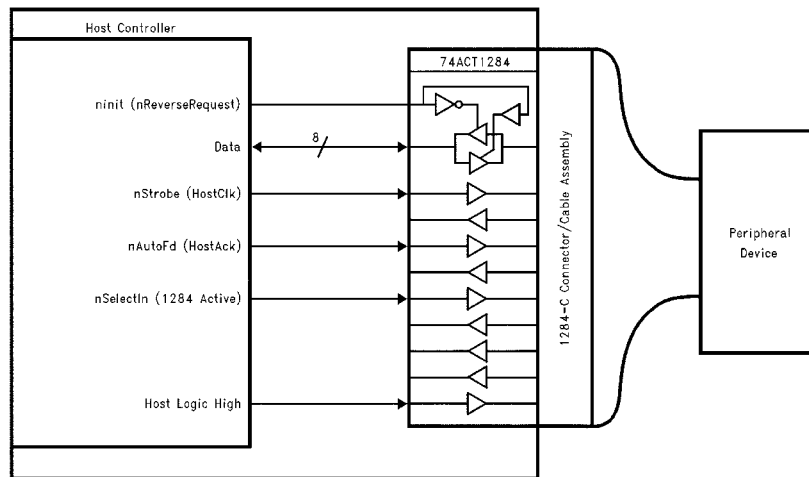 Host Controller
74ACT1284
nInit (nReverseRequest)
Data
8
nStrobe (HostClk)
nAutoFd (HostAck)
nSelectIn (1284 Active)
Host Logic High
1284-C Connector/Cable Assembly
Peripheral
Device